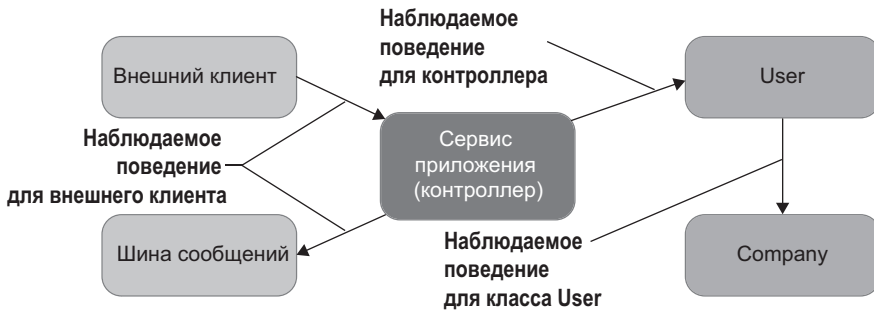 Наблюдаемое
поведение
для контроллера
Внешний клиент
User
Наблюдаемое
поведение
для внешнего клиента
Сервис
приложения
(контроллер)
Шина сообщений
Наблюдаемое
поведение
для класса User
Company